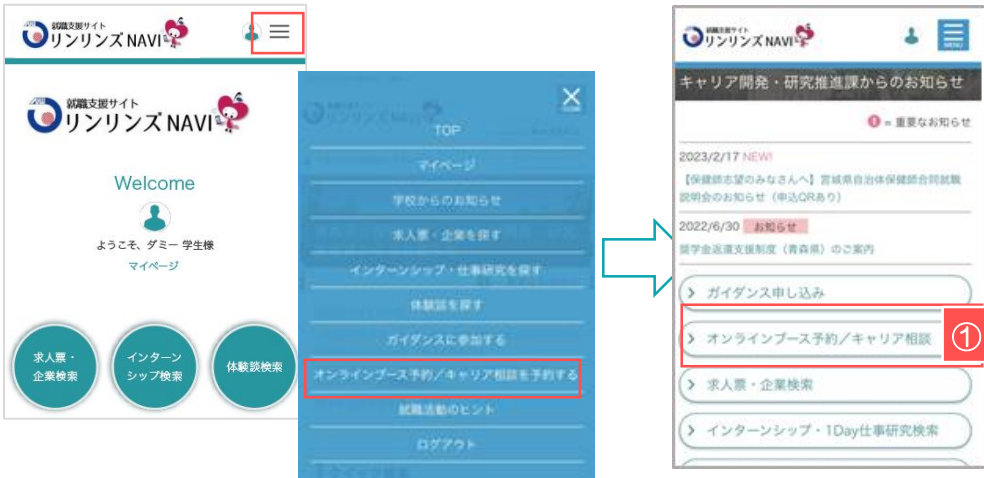 就職支援サイト
リンリンズNAVI
就職支援サイト
リンリンズNAVI
Welcome
ようこそ、ダミー 学生様
マイページ
求人票・
企業検索
インターン
シップ検索
体験談検索
TOP
マイページ
学校からのお知らせ
求人票・企業を探す
インターンシップ・仕事研究を探す
体験談を探す
ガイダンスに参加する
オンラインブース予約/キャリア相談を予約する
就職活動のヒント
ログアウト
就職支援サイト
リンリンズNAVI
MENU
キャリア開発・研究推進課からのお知らせ
= 重要なお知らせ
2023/2/17 NEW!
【保健師志望のみなさんへ】宮城県自治体保健師合同就職
説明会のお知らせ(申込QRあり)
2022/6/30 お知らせ
奨学金返還支援制度(青森県)のご案内
ガイダンス申し込み
オンラインブース予約/キャリア相談
①
求人票・企業検索
インターンシップ・1Day仕事研究検索